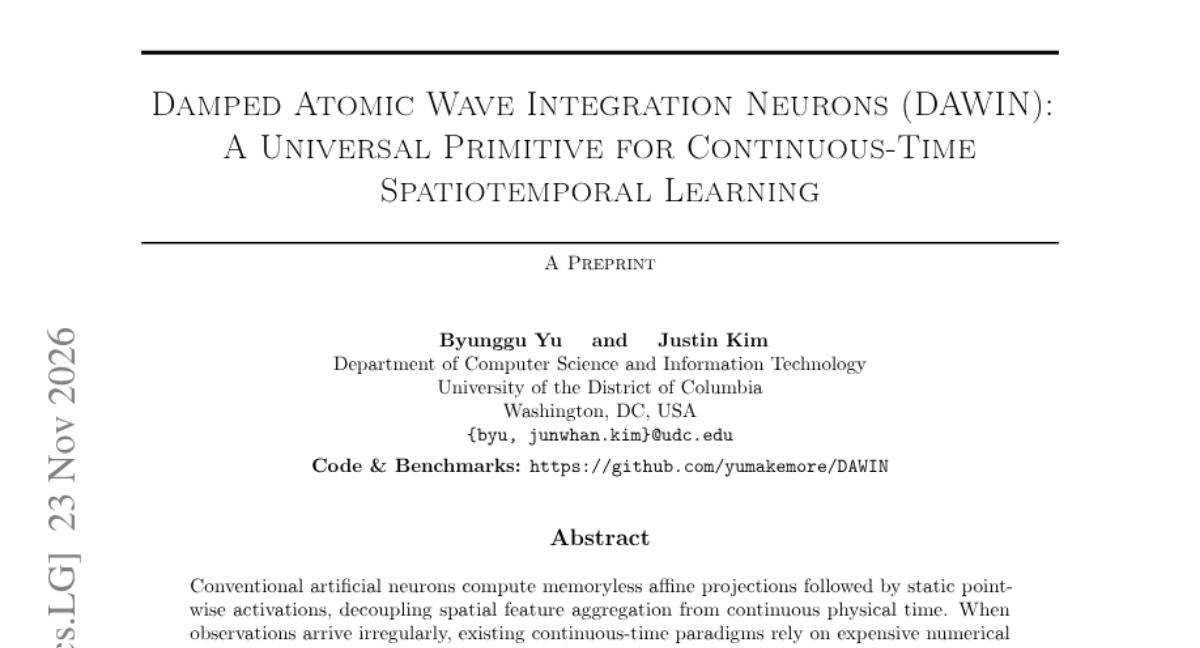 DAMPED ATOMIC WAVE INTEGRATION NEURONS (DAWIN):
A UNIVERSAL PRIMITIVE FOR CONTINUOUS-TIME
SPATIOTEMPORAL LEARNING
A PREPRINT
Byunggu Yu and Justin Kim
Department of Computer Science and Information Technology
University of the District of Columbia
Washington, DC, USA
{byu, junwhan.kim}@udc.edu
Code & Benchmarks: https://github.com/yumakemore/DAWIN
cs.LG] 23 Nov 2026
Abstract
Conventional artificial neurons compute memoryless affine projections followed by static point-
wise activations, decoupling spatial feature aggregation from continuous physical time. When
observations arrive irregularly, existing continuous-time paradigms rely on expensive numerical